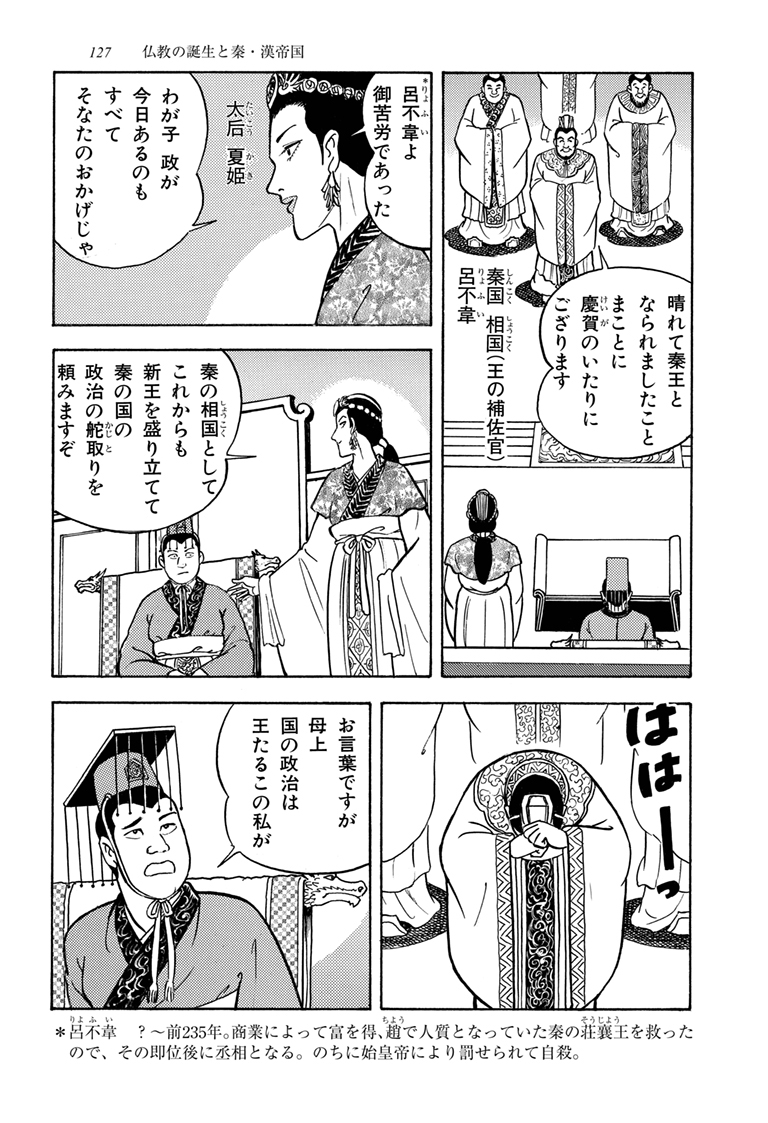 127 仏教の誕生と秦・漢帝国
晴れて秦王と
なられましたこと
まことに
慶賀のいたりに
ござります
秦国 相国(王の補佐官)
呂不韋
*呂不韋よ
御苦労であった
太后 夏姫
わが子 政が
今日あるのも
すべて
そなたのおかげじゃ
秦の相国として
これからも
新王を盛り立てて
秦の国の
政治の舵取りを
頼みますぞ
ははーっ
お言葉ですが
母上
国の政治は
王たるこの私が
*呂不韋 ?〜前235年。商業によって富を得、趙で人質となっていた秦の荘襄王を救った
ので、その即位後に丞相となる。のちに始皇帝により罰せられて自殺。